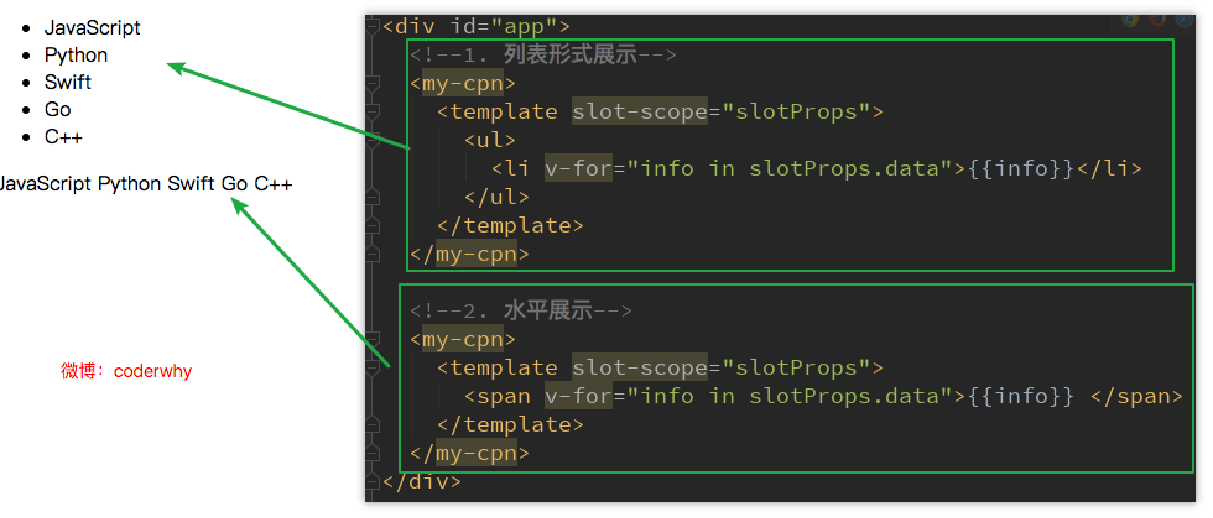 JavaScript
Python
Swift
Go
C++
JavaScript Python Swift Go C++
微博：coderwhy
<div id="app">
<!--1. 列表形式展示-->
<my-cpn>
<template slot-scope="slotProps">
<ul>
<li v-for="info in slotProps.data">{{info}}</li>
</ul>
</template>
</my-cpn>
<!--2. 水平展示-->
<my-cpn>
<template slot-scope="slotProps">
<span v-for="info in slotProps.data">{{info}} </span>
</template>
</my-cpn>
</div>